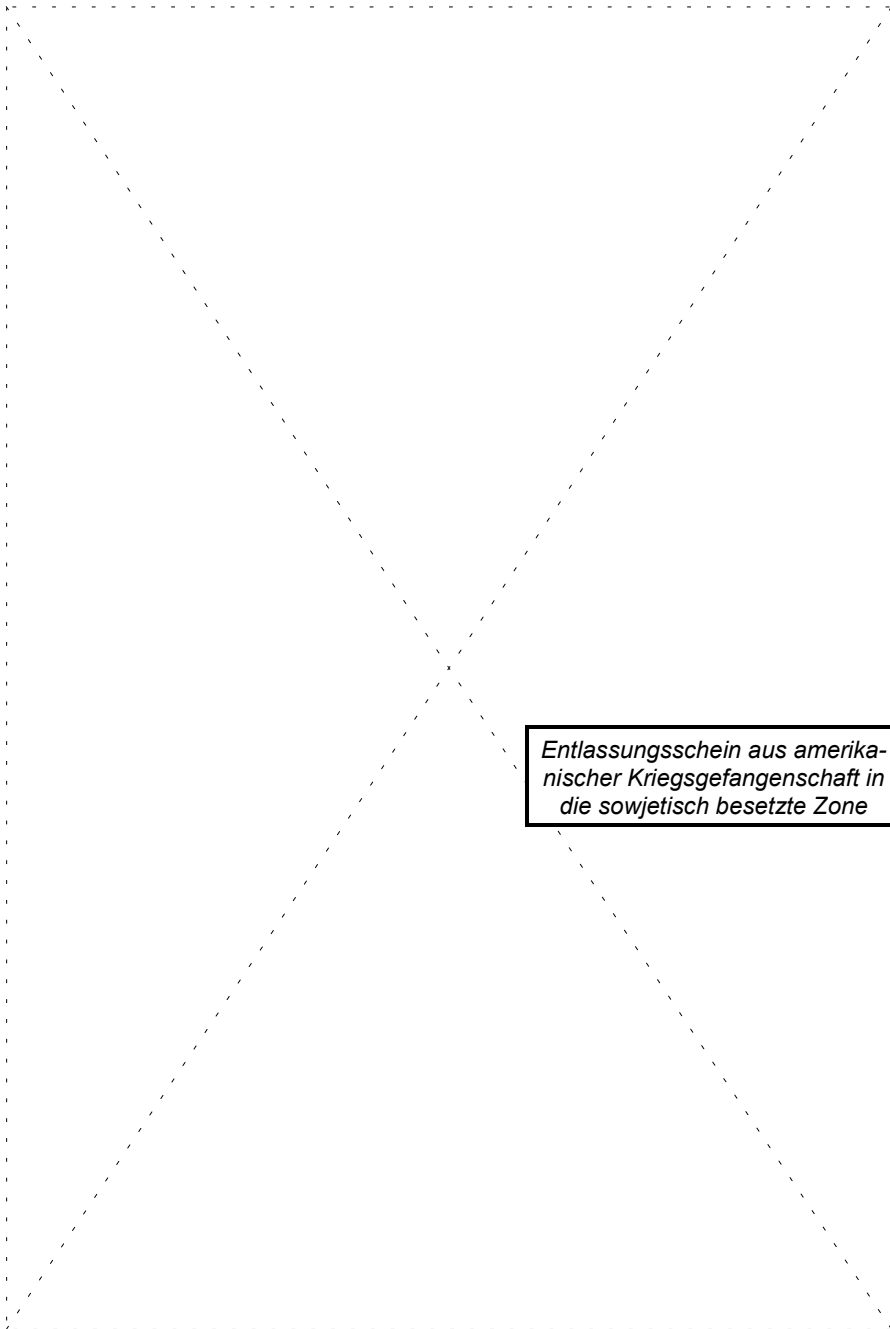 Entlassungsschein aus amerika-
nischer Kriegsgefangenschaft in
die sowjetisch besetzte Zone